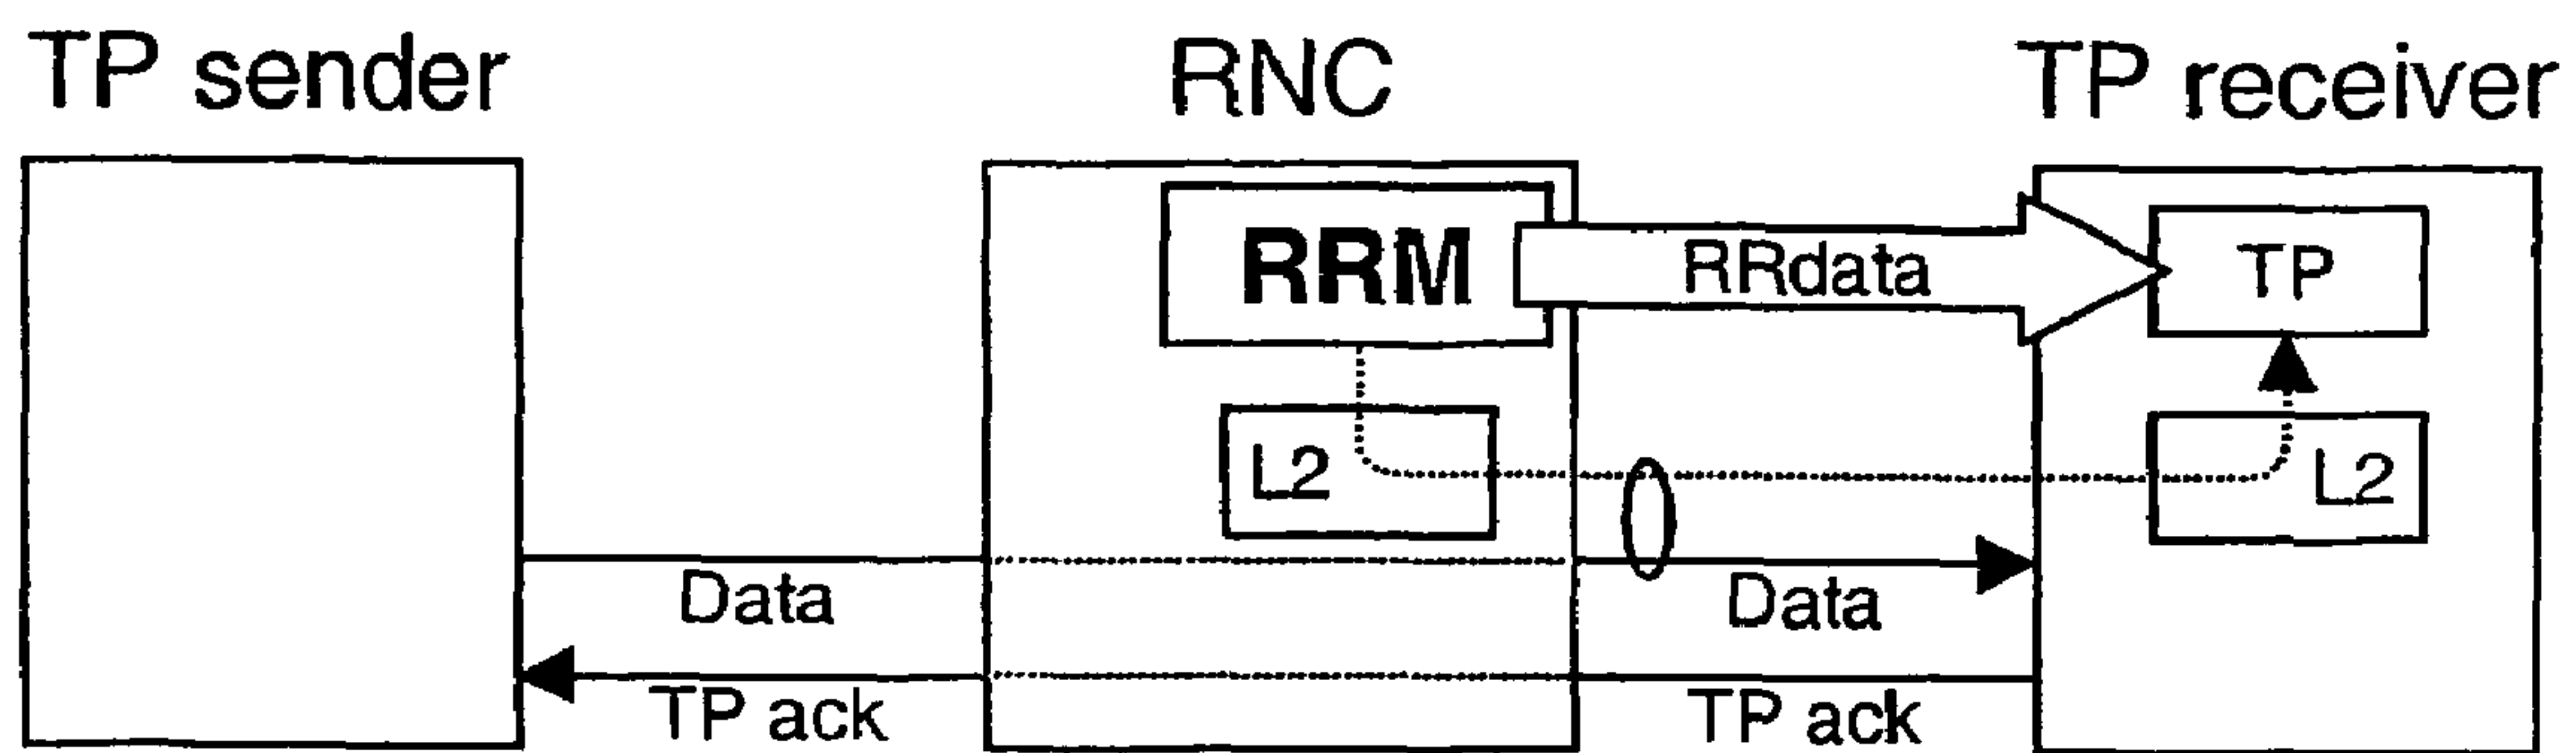 TP sender
RNC
TP receiver
RRM
RRdata
TP
L2
L2
Data
Data
TP ack
TP ack